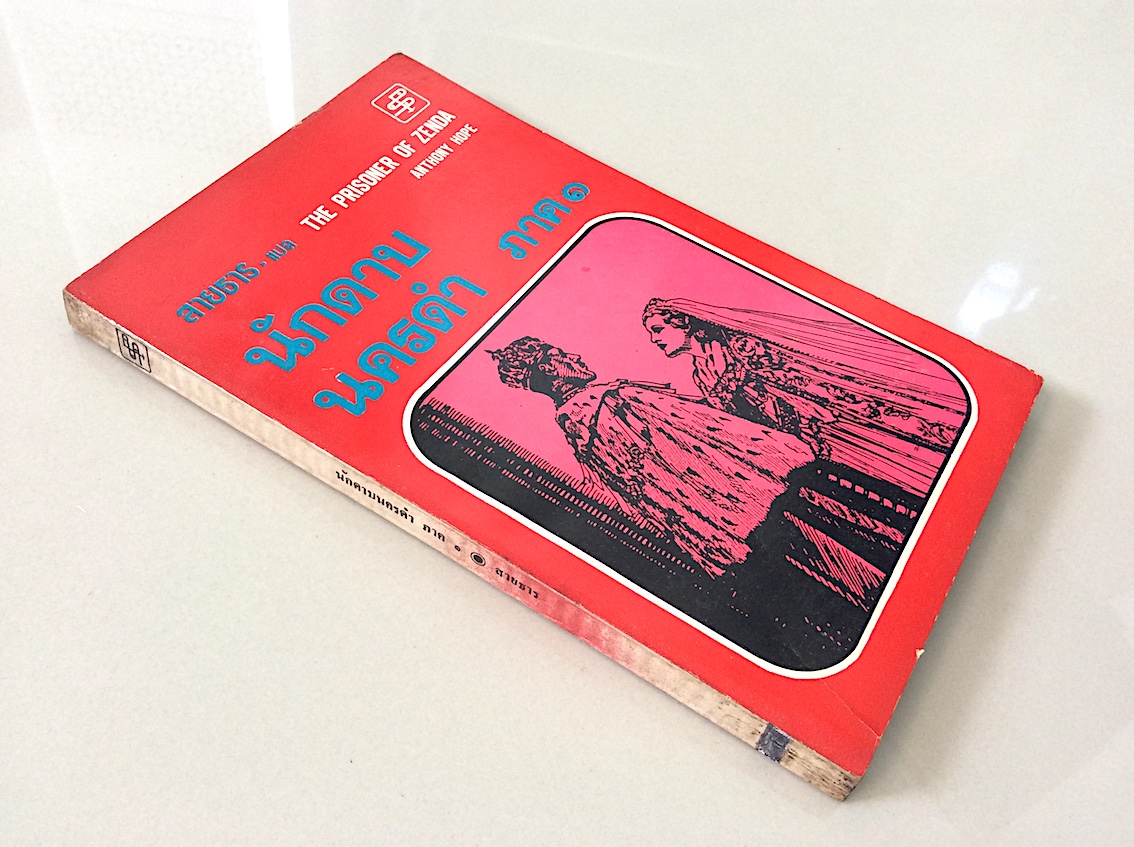 THE PRISONER OF ZENDA
ANTHONY HOPE
สายธาร . แปล
นักดาบ
นครดำ ภาค ๑
นักดาบนครดำ ภาค ๑ สายธาร